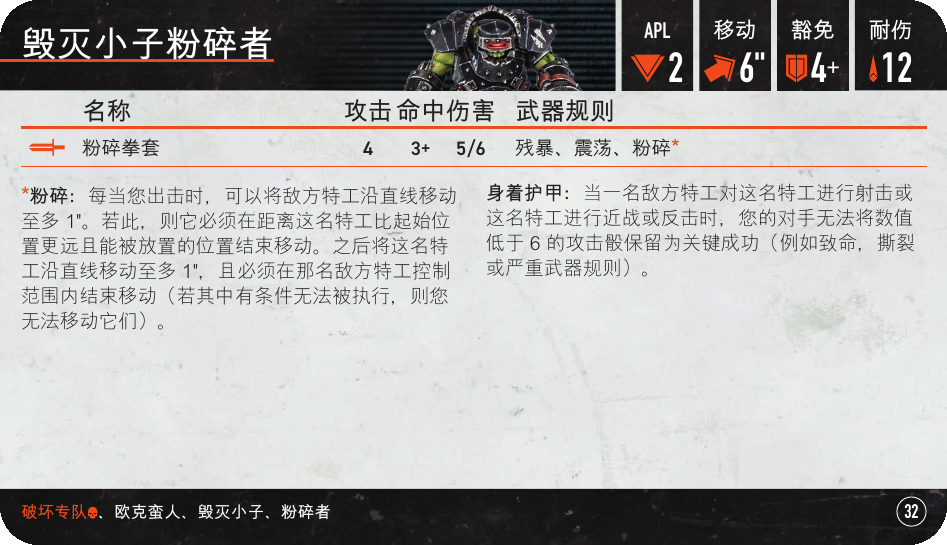 毁灭小子粉碎者
APL 移动 豁免 耐伤
2 6" 4+ 12
名称 攻击 命中 伤害 武器规则
粉碎拳套 4 3+ 5/6 残暴、震荡、粉碎*
*粉碎：每当您出击时，可以将敌方特工沿直线移动
至多 1"。若此，则它必须在距离这名特工比起始位
置更远且能被放置的位置结束移动。之后将这名特
工沿直线移动至多 1"，且必须在那名敌方特工控制
范围内结束移动（若其中有条件无法被执行，则您
无法移动它们）。
身着护甲：当一名敌方特工对这名特工进行射击或
这名特工进行近战或反击时，您的对手无法将数值
低于 6 的攻击骰保留为关键成功（例如致命，撕裂
或严重武器规则）。
破坏专队、欧克蛮人、毁灭小子、粉碎者
32